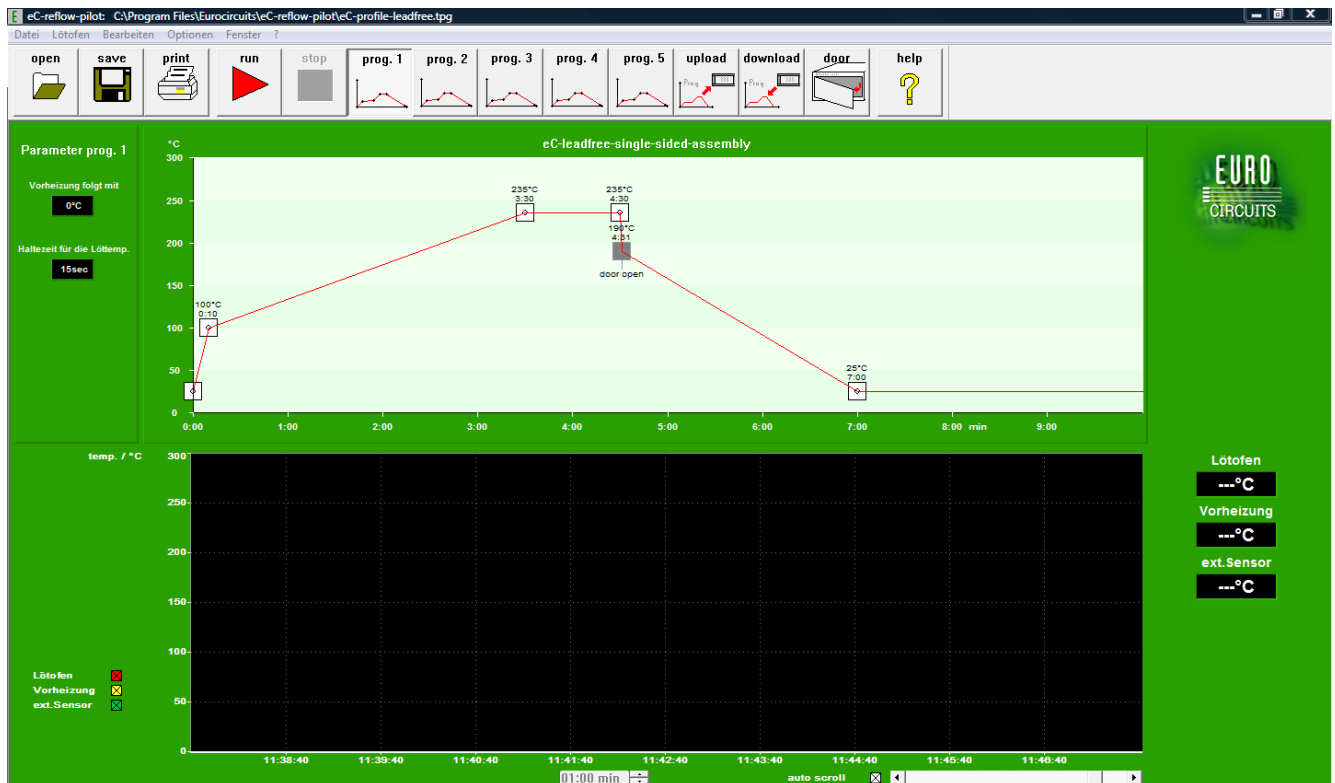 eC-reflow-pilot: C:\Program Files\Eurocircuits\eC-reflow-pilot\eC-profile-leadfree.tpg
Datei Lötofen Bearbeiten Optionen Fenster ?
open save print run stop prog. 1 prog. 2 prog. 3 prog. 4 prog. 5 upload download door help
Prog Prog
Parameter prog. 1
Vorheizung folgt mit
0°C
Haltezeit für die Löttemp.
15sec
°C eC-leadfree-single-sided-assembly
300
250
200
150
100
50
0
100°C
0:10
235°C
3:30
235°C
4:30
190°C
4:31
door open
25°C
7:00
0:00 1:00 2:00 3:00 4:00 5:00 6:00 7:00 8:00 min 9:00
EURO
CIRCUITS
temp. / °C
300
250
200
150
100
50
0
Lötofen
Vorheizung
ext.Sensor
11:38:40 11:39:40 11:40:40 11:41:40 11:42:40 11:43:40 11:44:40 11:45:40 11:46:40
01:00 min
auto scroll
Lötofen
---°C
Vorheizung
---°C
ext.Sensor
---°C